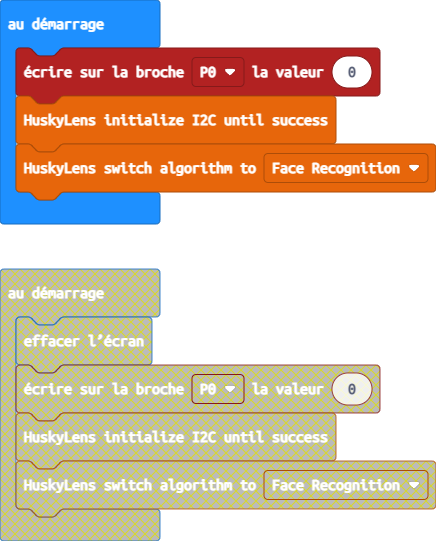 au démarrage
écrire sur la broche P0 la valeur 0
HuskyLens initialize I2C until success
HuskyLens switch algorithm to Face Recognition
au démarrage
effacer l'écran
écrire sur la broche P0 la valeur 0
HuskyLens initialize I2C until success
HuskyLens switch algorithm to Face Recognition